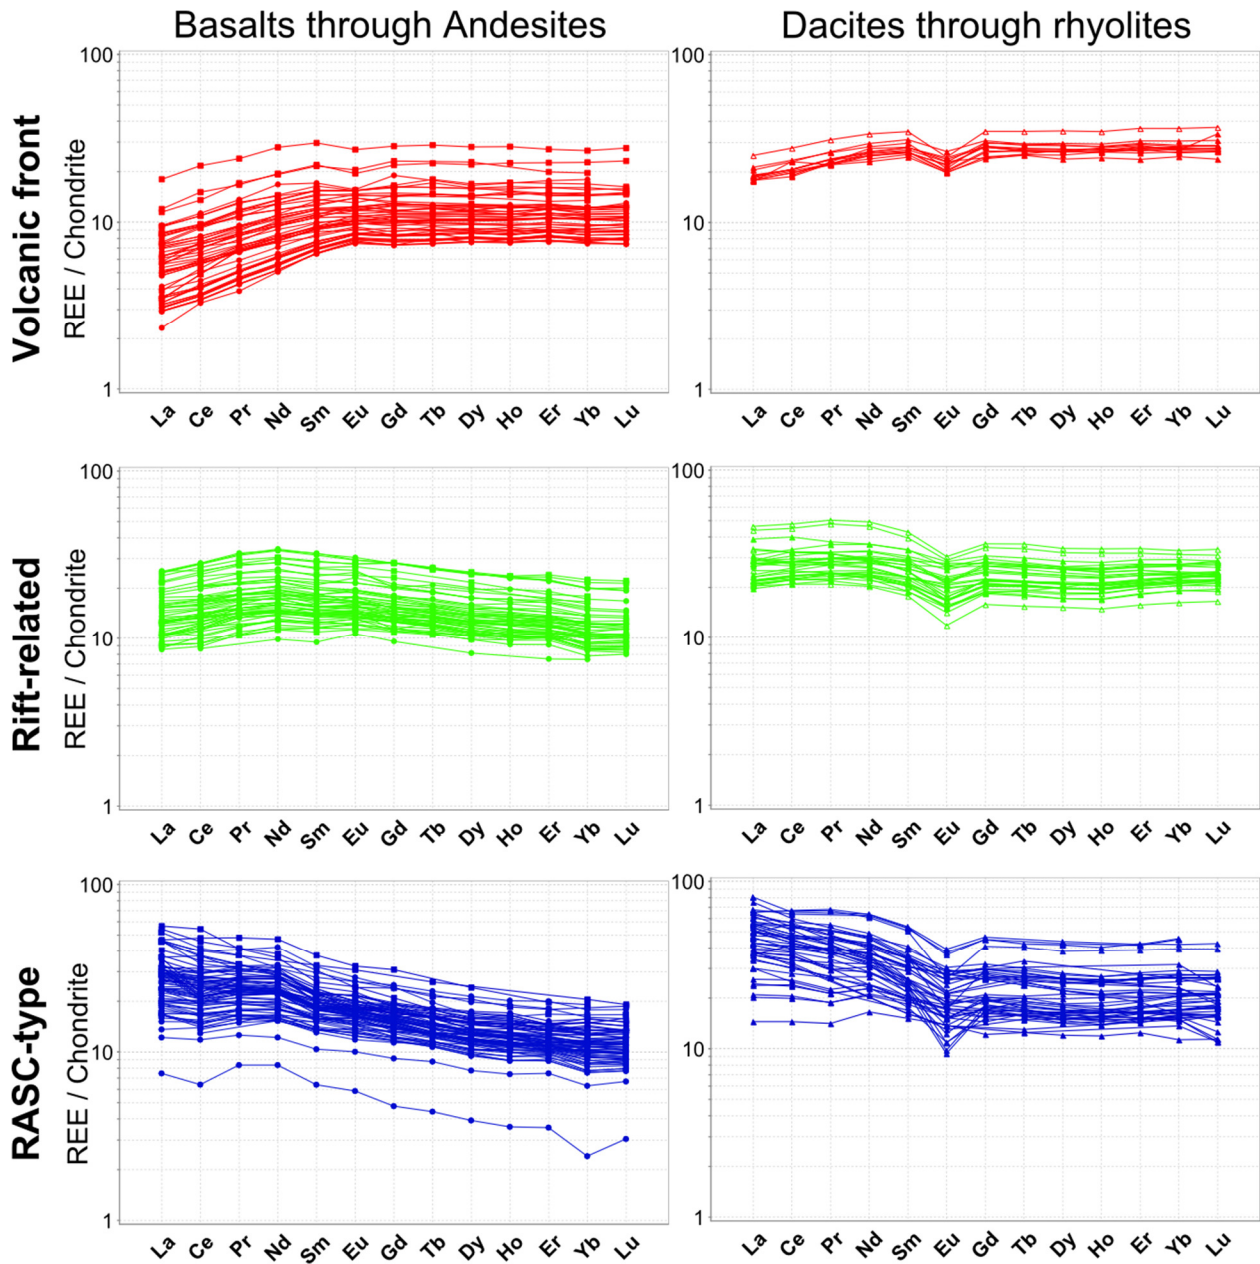 Basalts through Andesites
Dacites through rhyolites
Volcanic front
REE / Chondrite
100
10
1
La Ce Pr Nd Sm Eu Gd Tb Dy Ho Er Yb Lu
100
10
1
La Ce Pr Nd Sm Eu Gd Tb Dy Ho Er Yb Lu
Rift-related
REE / Chondrite
100
10
1
La Ce Pr Nd Sm Eu Gd Tb Dy Ho Er Yb Lu
100
10
1
La Ce Pr Nd Sm Eu Gd Tb Dy Ho Er Yb Lu
RASC-type
REE / Chondrite
100
10
1
La Ce Pr Nd Sm Eu Gd Tb Dy Ho Er Yb Lu
100
10
1
La Ce Pr Nd Sm Eu Gd Tb Dy Ho Er Yb Lu